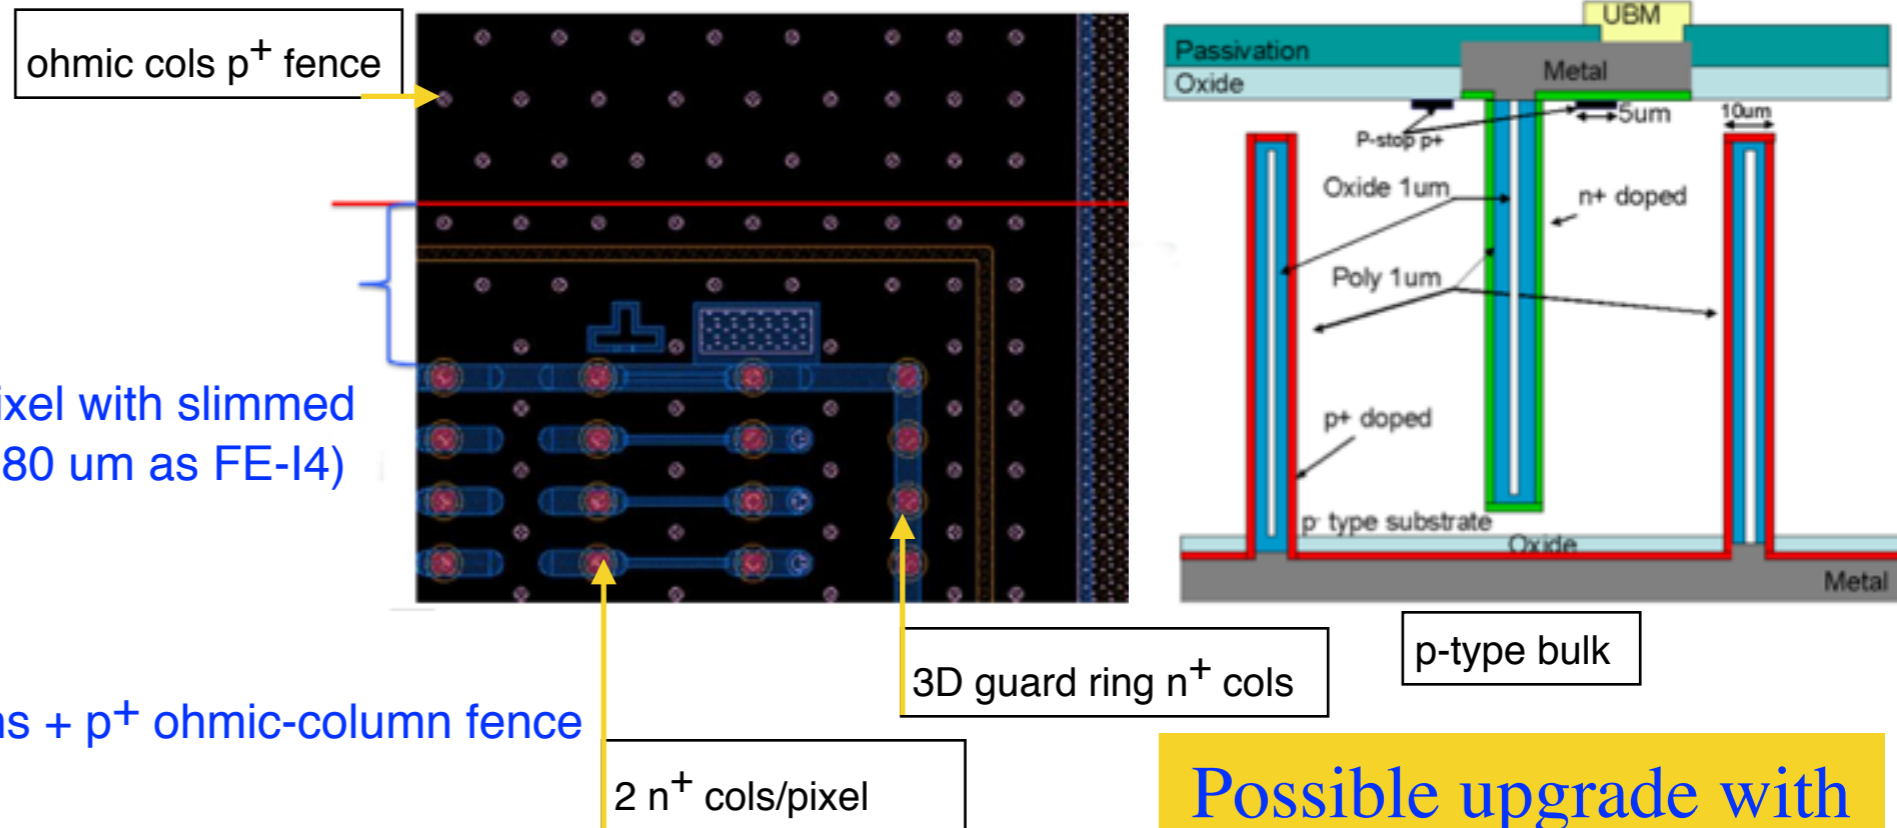 ohmic cols p+ fence
ixel with slimmed
80 um as FE-I4)
ns + p+ ohmic-column fence
3D guard ring n+ cols
2 n+ cols/pixel
UBM
Passivation
Metal
Oxide
5um
10um
P-stop p+
Oxide 1um
n+ doped
Poly 1um
p+ doped
p- type substrate
Oxide
Metal
p-type bulk
Possible upgrade with